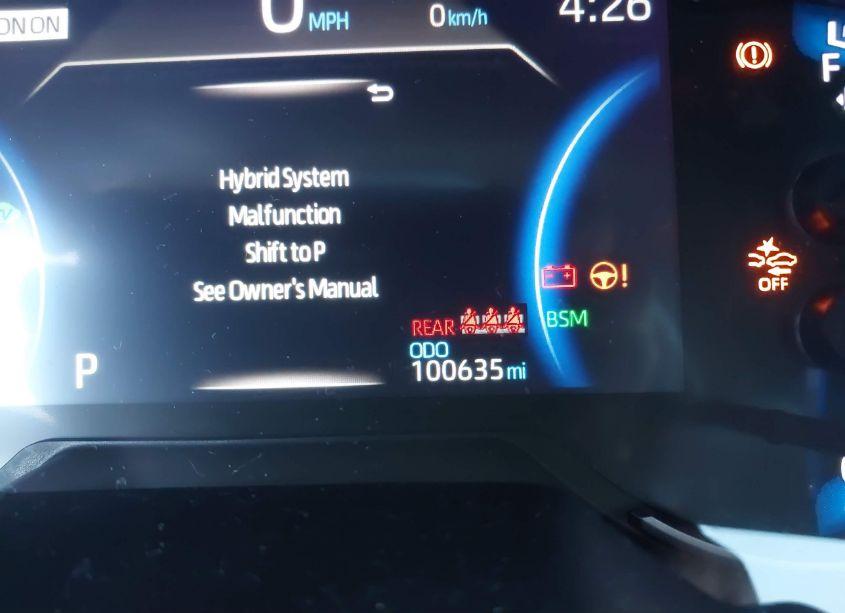 ON ON
0 MPH
0 km/h
4:26
F
Hybrid System
Malfunction
Shift to P
See Owner's Manual
OFF
REAR
BSM
ODO
P
100635 mi